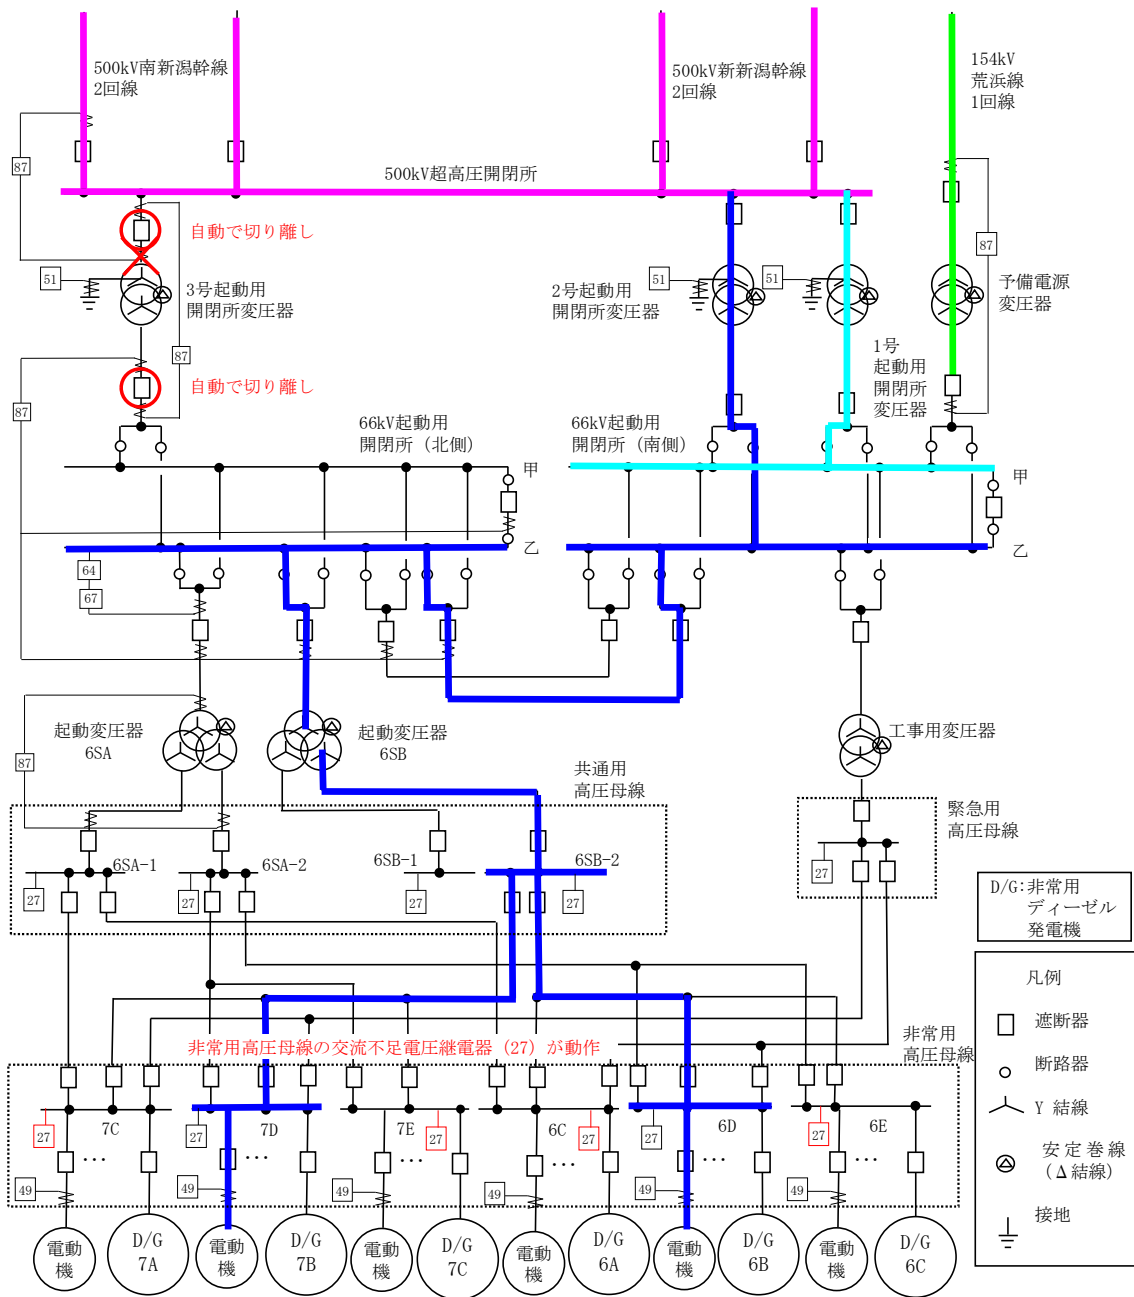 500kV南新潟幹線
2回線
500kV新新潟幹線
2回線
154kV
荒浜線
1回線
87
500kV超高圧開閉所
自動で切り離し
87
51
51
51
3号起動用
開閉所変圧器
2号起動用
開閉所変圧器
予備電源
変圧器
87
1号
起動用
開閉所
変圧器
自動で切り離し
87
66kV起動用
開閉所（北側）
66kV起動用
開閉所（南側）
甲
甲
乙
乙
64
67
起動変圧器
6SA
起動変圧器
6SB
工事用変圧器
87
共通用
高圧母線
緊急用
高圧母線
6SA-1
6SA-2
6SB-1
6SB-2
27
27
27
27
27
D/G:非常用
ディーゼル
発電機
凡例
遮断器
断路器
Y 結線
安定巻線
(Δ結線)
接地
非常用高圧母線の交流不足電圧継電器（27）が動作
非常用
高圧母線
7C
7D
7E
6C
6D
6E
27
27
27
27
27
27
･･･
･･･
･･･
･･･
･･･
･･･
49
49
49
49
49
49
電動
機
D/G
7A
電動
機
D/G
7B
電動
機
D/G
7C
電動
機
D/G
6A
電動
機
D/G
6B
電動
機
D/G
6C